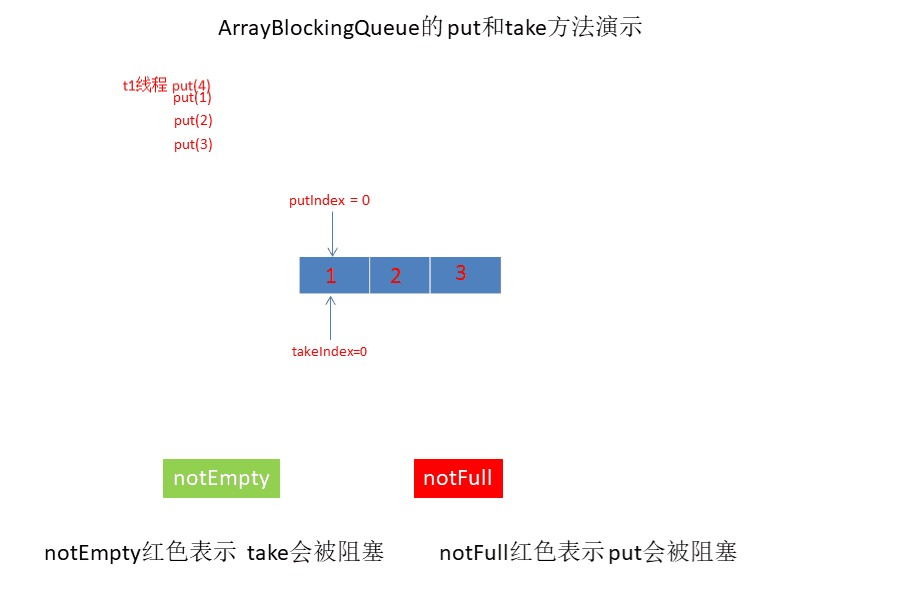 ArrayBlockingQueue的 put和take方法演示
t1线程 put(4)
put(1)
put(2)
put(3)
putIndex = 0
1 2 3
takeIndex=0
notEmpty notFull
notEmpty红色表示 take会被阻塞 notFull红色表示 put会被阻塞